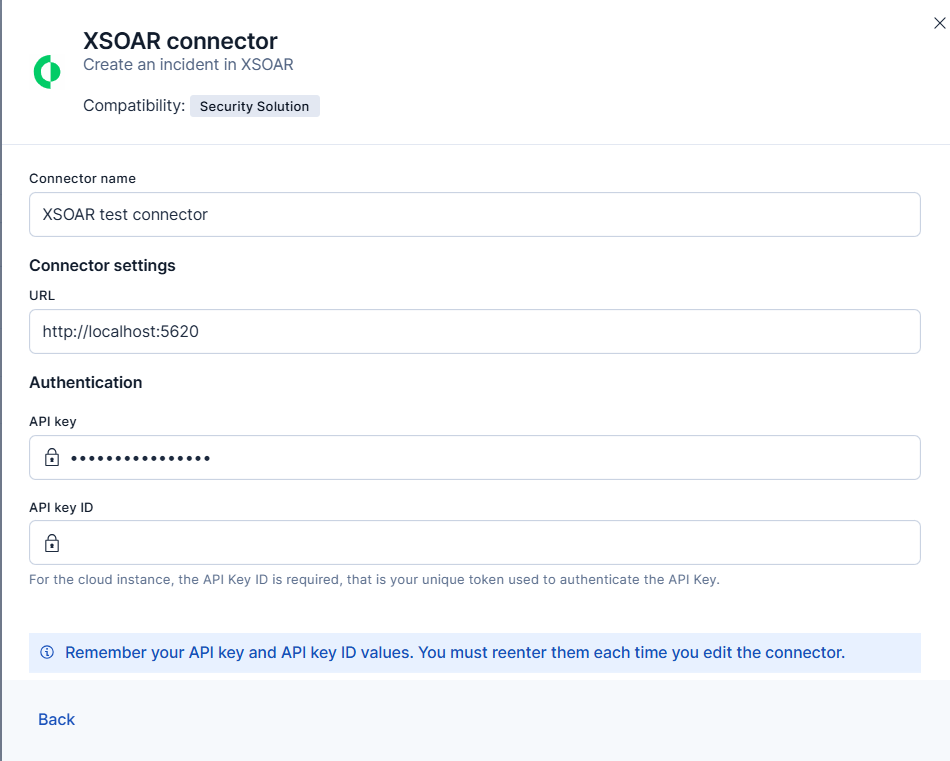 XSOAR connector
Create an incident in XSOAR
Compatibility: Security Solution
Connector name
XSOAR test connector
Connector settings
URL
http://localhost:5620
Authentication
API key
••••••••••••••••
API key ID
For the cloud instance, the API Key ID is required, that is your unique token used to authenticate the API Key.
Remember your API key and API key ID values. You must reenter them each time you edit the connector.
Back